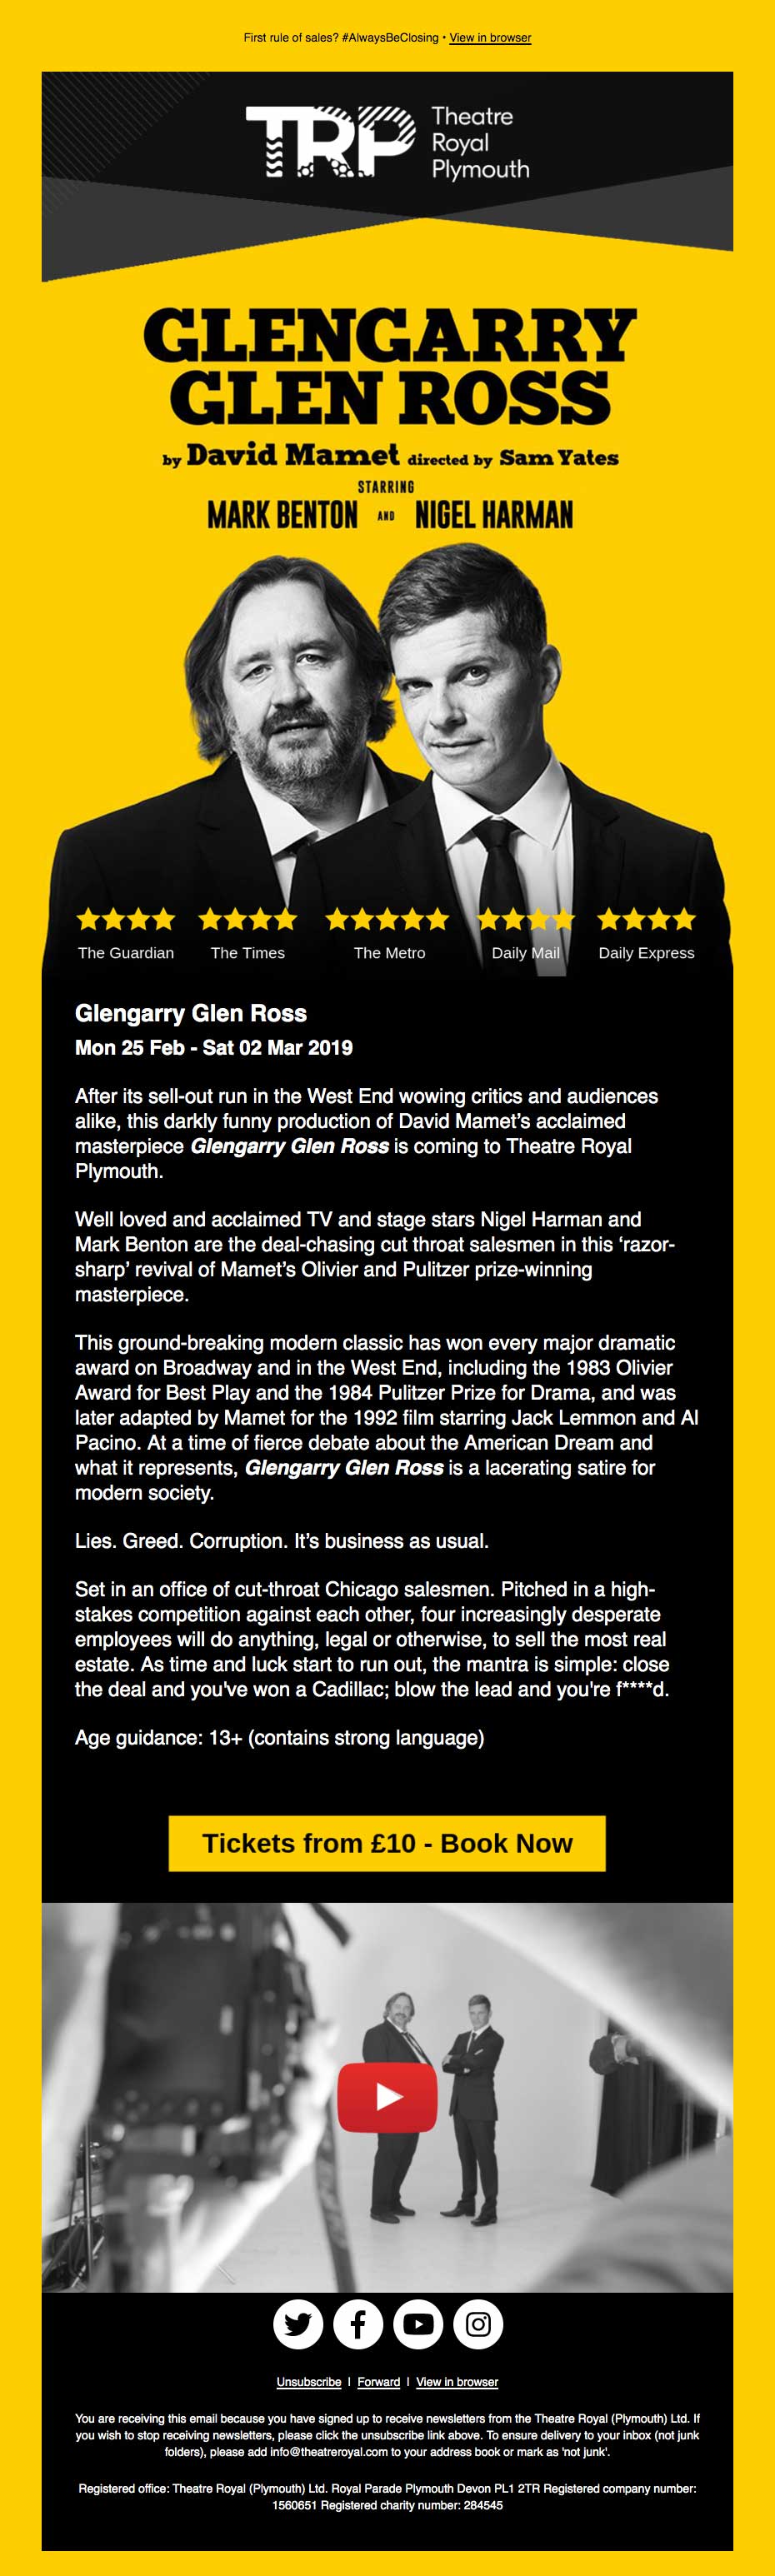 First rule of sales? #AlwaysBeClosing • View in browser
TRP
Theatre
Royal
Plymouth
GLENGARRY
GLEN ROSS
by David Mamet directed by Sam Yates
STARRING
MARK BENTON AND NIGEL HARMAN
The Guardian The Times The Metro Daily Mail Daily Express
Glengarry Glen Ross
Mon 25 Feb - Sat 02 Mar 2019
After its sell-out run in the West End wowing critics and audiences
alike, this darkly funny production of David Mamet’s acclaimed
masterpiece Glengarry Glen Ross is coming to Theatre Royal
Plymouth.
Well loved and acclaimed TV and stage stars Nigel Harman and
Mark Benton are the deal-chasing cut throat salesmen in this ‘razor-
sharp’ revival of Mamet’s Olivier and Pulitzer prize-winning
masterpiece.
This ground-breaking modern classic has won every major dramatic
award on Broadway and in the West End, including the 1983 Olivier
Award for Best Play and the 1984 Pulitzer Prize for Drama, and was
later adapted by Mamet for the 1992 film starring Jack Lemmon and Al
Pacino. At a time of fierce debate about the American Dream and
what it represents, Glengarry Glen Ross is a lacerating satire for
modern society.
Lies. Greed. Corruption. It’s business as usual.
Set in an office of cut-throat Chicago salesmen. Pitched in a high-
stakes competition against each other, four increasingly desperate
employees will do anything, legal or otherwise, to sell the most real
estate. As time and luck start to run out, the mantra is simple: close
the deal and you've won a Cadillac; blow the lead and you're f****d.
Age guidance: 13+ (contains strong language)
Tickets from £10 - Book Now
Unsubscribe | Forward | View in browser
You are receiving this email because you have signed up to receive newsletters from the Theatre Royal (Plymouth) Ltd. If
you wish to stop receiving newsletters, please click the unsubscribe link above. To ensure delivery to your inbox (not junk
folders), please add info@theatreroyal.com to your address book or mark as 'not junk'.
Registered office: Theatre Royal (Plymouth) Ltd. Royal Parade Plymouth Devon PL1 2TR Registered company number:
1560651 Registered charity number: 284545